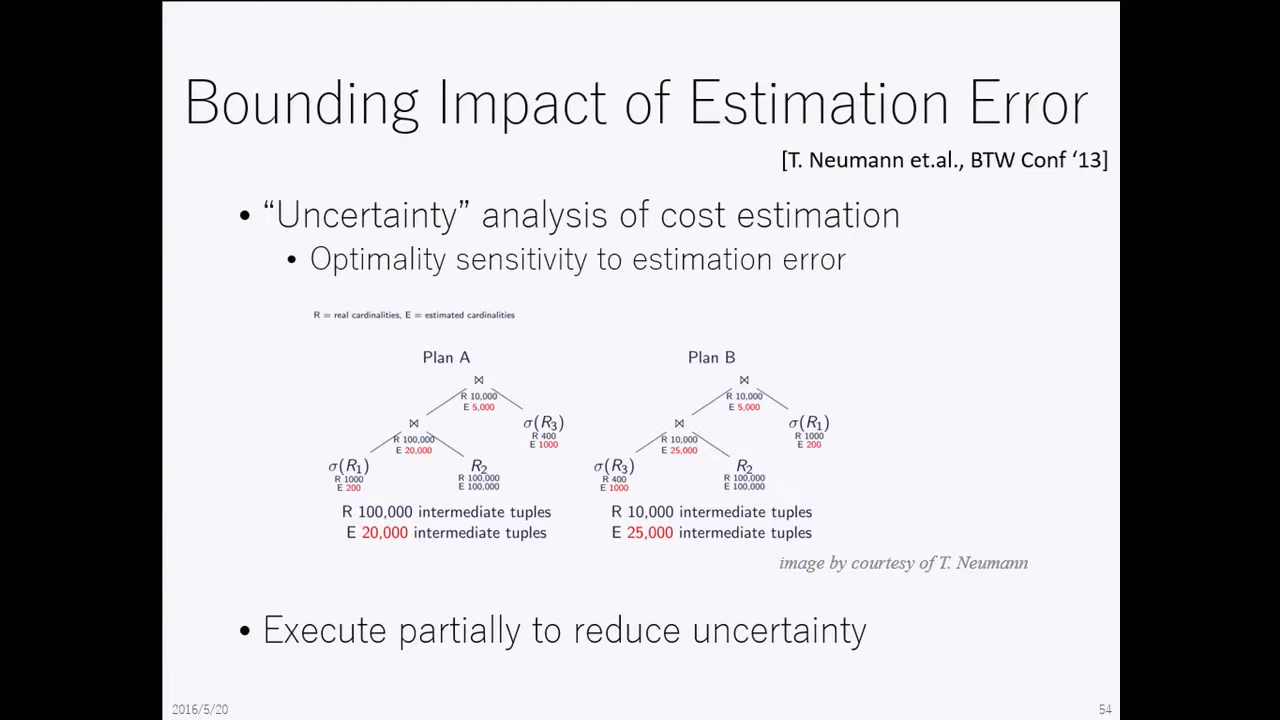 Bounding Impact of Estimation Error
[T. Neumann et.al., BTW Conf ‘13]
• “Uncertainty” analysis of cost estimation
• Optimality sensitivity to estimation error
R = real cardinalities, E = estimated cardinalities
Plan A
⋈
R 10,000
E 5,000
⋈
R 100,000
E 20,000
σ(R₃)
R 400
E 1000
σ(R₁)
R 1000
E 200
R₂
R 100,000
E 100,000
R 100,000 intermediate tuples
E 20,000 intermediate tuples
Plan B
⋈
R 10,000
E 5,000
⋈
R 10,000
E 25,000
σ(R₁)
R 1000
E 200
σ(R₃)
R 400
E 1000
R₂
R 100,000
E 100,000
R 10,000 intermediate tuples
E 25,000 intermediate tuples
image by courtesy of T. Neumann
• Execute partially to reduce uncertainty
2016/5/20
54